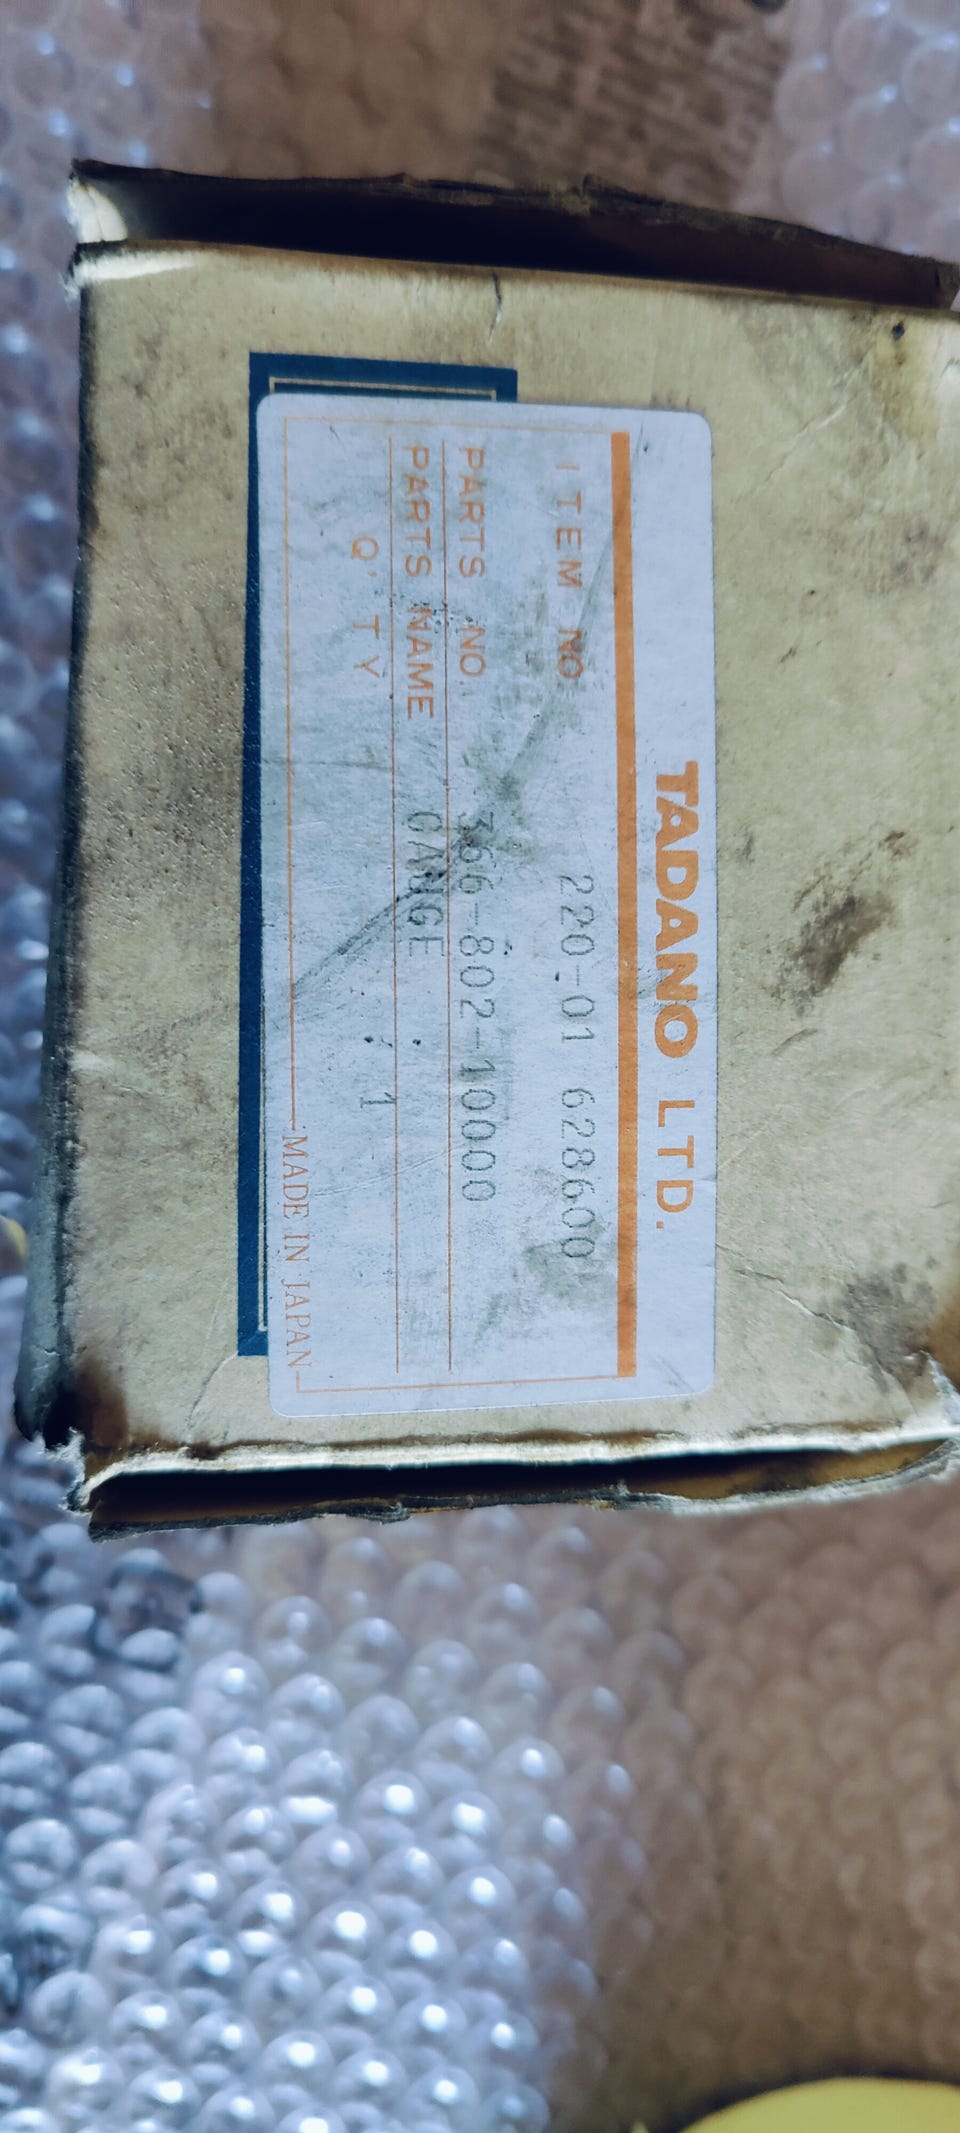 TADANO LTD.
ITEM NO 220-01 628600
PARTS NO. 366-802-10000
PARTS NAME GAUGE
Q'TY 1
MADE IN JAPAN